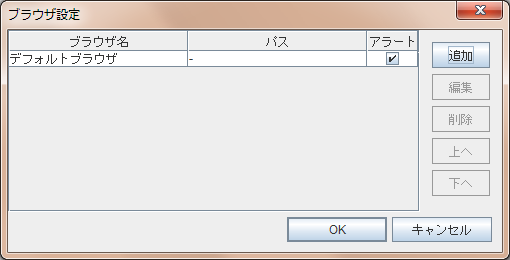 ブラウザ設定
ブラウザ名 パス アラート
デフォルトブラウザ -
追加
編集
削除
上へ
下へ
OK キャンセル